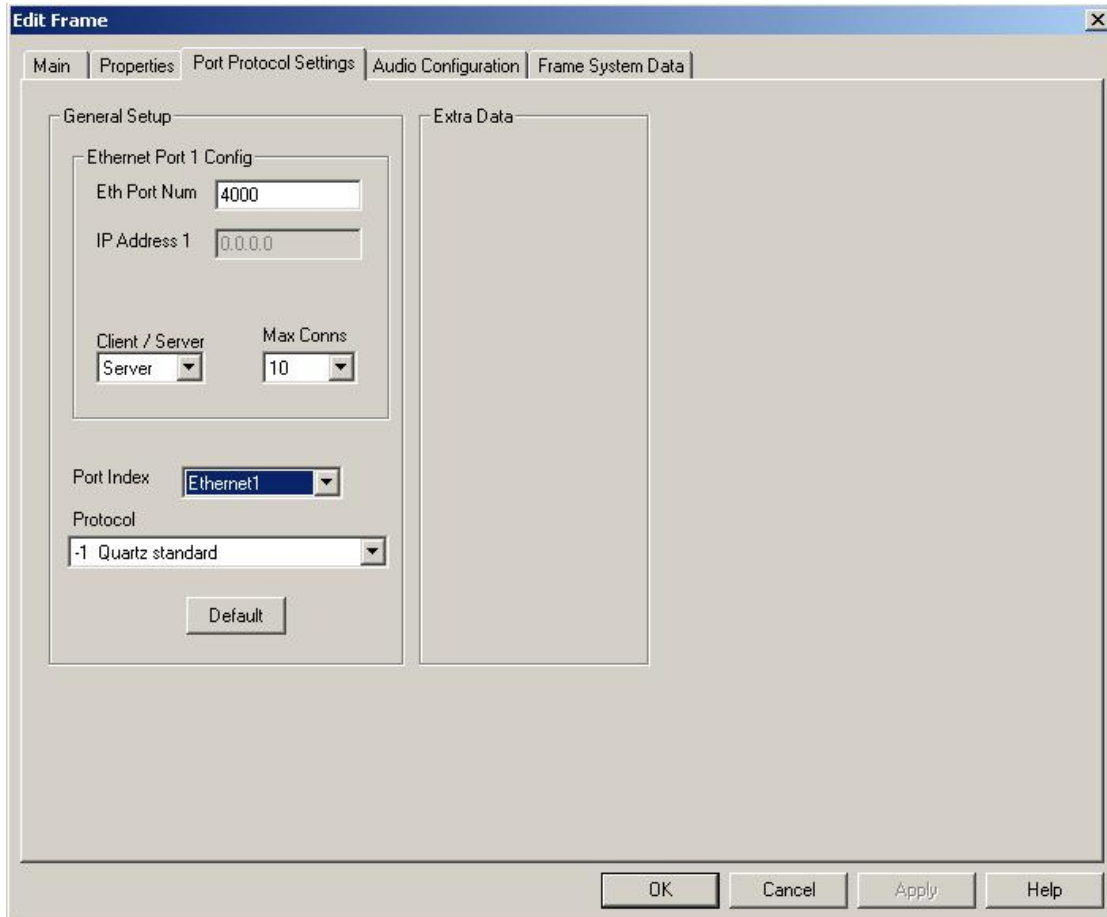 Edit Frame
Main Properties Port Protocol Settings Audio Configuration Frame System Data
General Setup
Ethernet Port 1 Config
Eth Port Num 4000
IP Address 1 0.0.0.0
Client / Server Max Conns
Server 10
Port Index Ethernet1
Protocol
-1 Quartz standard
Default
Extra Data
OK Cancel Apply Help